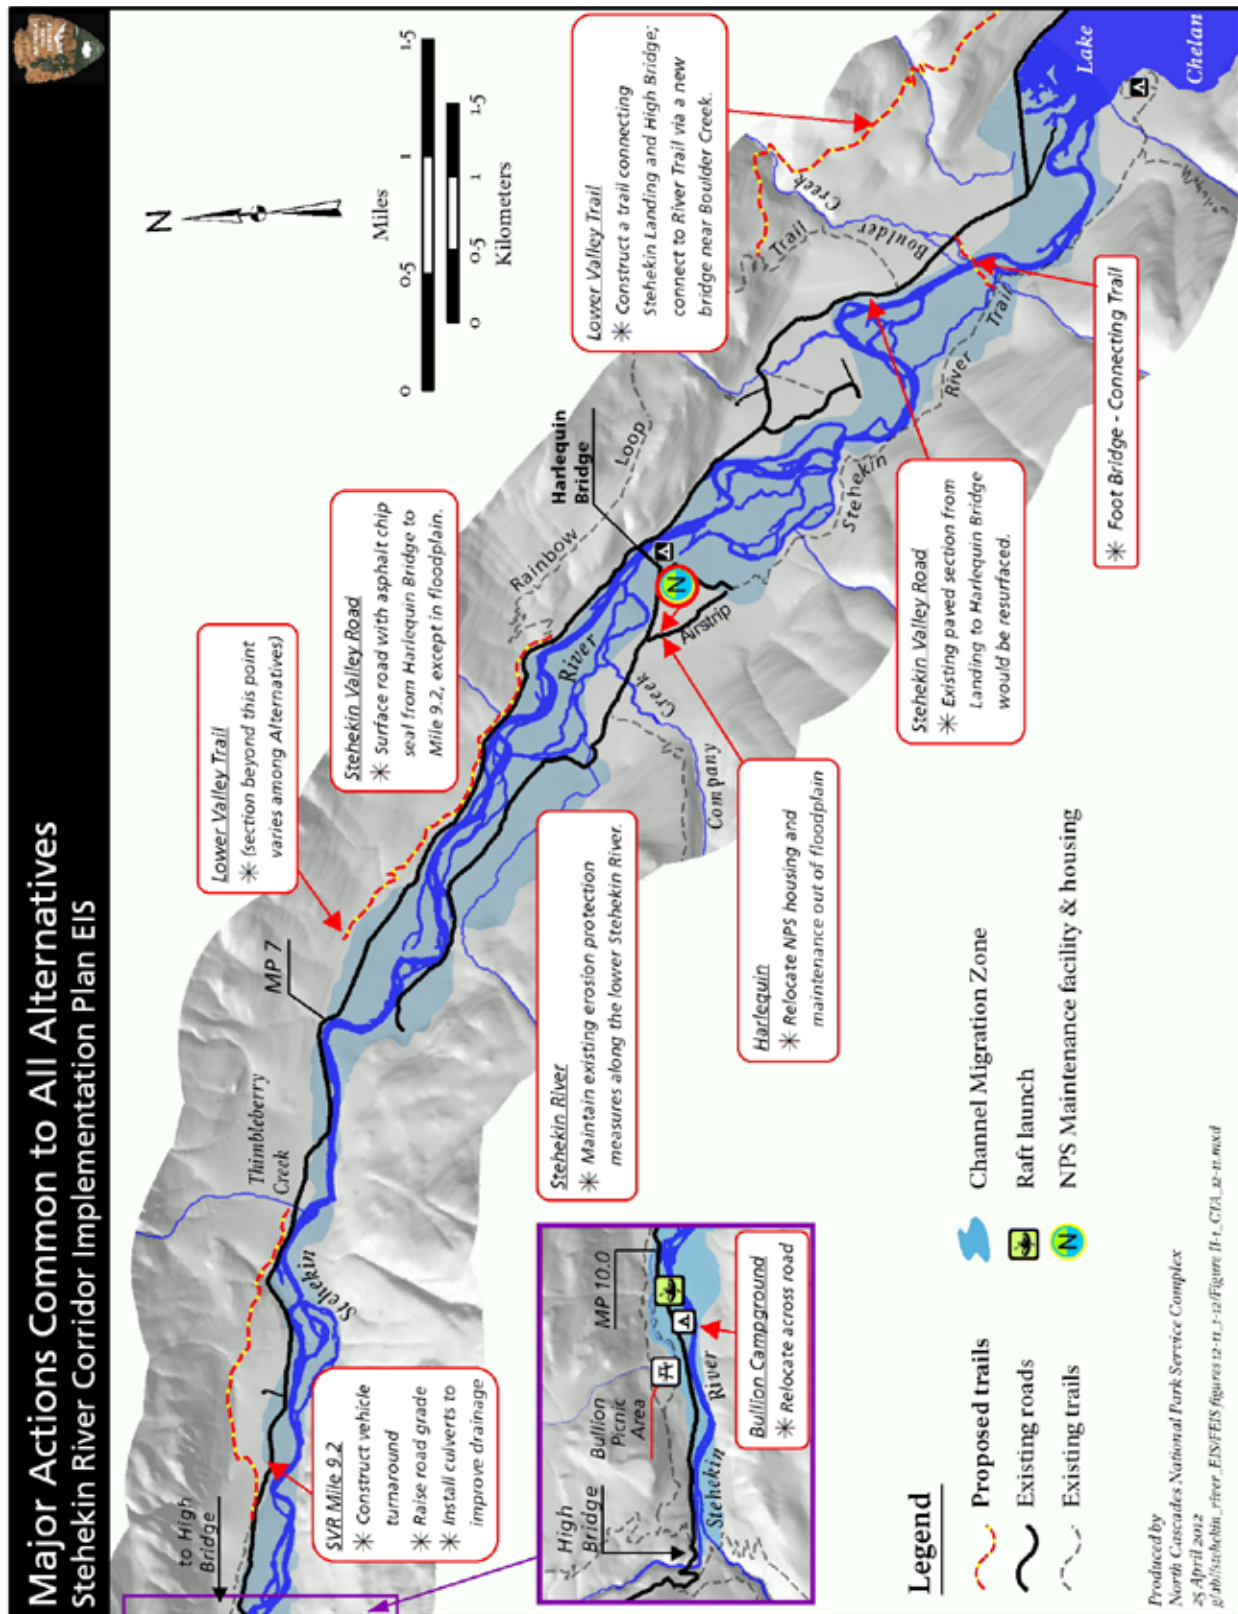 Major Actions Common to All Alternatives
Stehekin River Corridor Implementation Plan EIS
to High
Bridge
SVR Mile 9.2
✳ Construct vehicle
turnaround
✳ Raise road grade
✳ Install culverts to
improve drainage
Stehekin
Thimbleberry
Creek
MP 7
Lower Valley Trail
✳ (section beyond this point
varies among Alternatives)
Stehekin Valley Road
✳ Surface road with asphalt chip
seal from Harlequin Bridge to
Mile 9.2, except in floodplain.
Rainbow
Loop
Harlequin
Bridge
River
N
Airstrip
Creek
Company
Stehekin River
✳ Maintain existing erosion protection
measures along the lower Stehekin River.
Harlequin
✳ Relocate NPS housing and
maintenance out of floodplain
N
0
0.5
1
1.5
Miles
0
0.5
1
1.5
Kilometers
Lower Valley Trail
✳ Construct a trail connecting
Stehekin Landing and High Bridge;
connect to River Trail via a new
bridge near Boulder Creek.
Trail
Boulder
Creek
Stehekin
River
Trail
Lake
Chelan
Stehekin Valley Road
✳ Existing paved section from
Landing to Harlequin Bridge
would be resurfaced.
✳ Foot Bridge - Connecting Trail
High
Bridge
Bullion
Picnic
Area
MP 10.0
Stehekin
River
Bullion Campground
✳ Relocate across road
Legend
Proposed trails
Existing roads
Existing trails
Channel Migration Zone
Raft launch
N
NPS Maintenance facility & housing
Produced by
North Cascades National Park Service Complex
25 April 2012